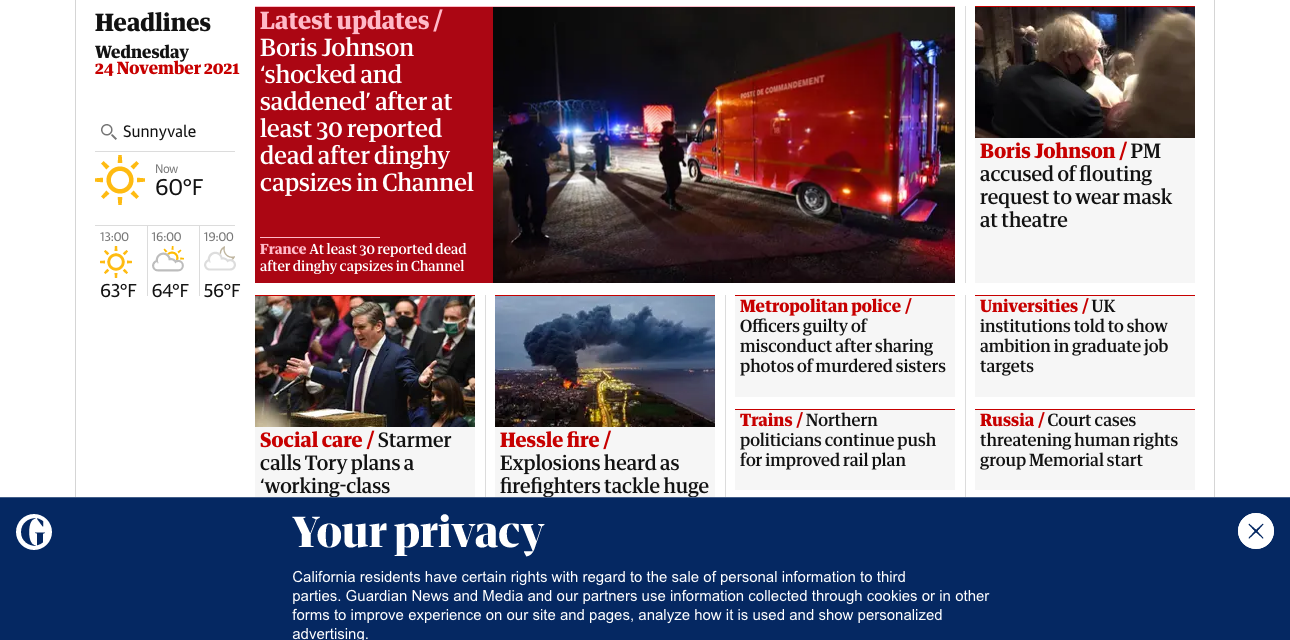 Headlines
Wednesday
24 November 2021
Sunnyvale
Now
60°F
13:00
16:00
19:00
63°F
64°F
56°F
Latest updates /
Boris Johnson
‘shocked and
saddened’ after at
least 30 reported
dead after dinghy
capsizes in Channel
France At least 30 reported dead
after dinghy capsizes in Channel
POSTE DE COMMANDEMENT
Boris Johnson / PM
accused of flouting
request to wear mask
at theatre
Social care / Starmer
calls Tory plans a
‘working-class
Hessle fire /
Explosions heard as
firefighters tackle huge
Metropolitan police /
Officers guilty of
misconduct after sharing
photos of murdered sisters
Universities / UK
institutions told to show
ambition in graduate job
targets
Trains / Northern
politicians continue push
for improved rail plan
Russia / Court cases
threatening human rights
group Memorial start
G
Your privacy
California residents have certain rights with regard to the sale of personal information to third
parties. Guardian News and Media and our partners use information collected through cookies or in other
forms to improve experience on our site and pages, analyze how it is used and show personalized
advertising.